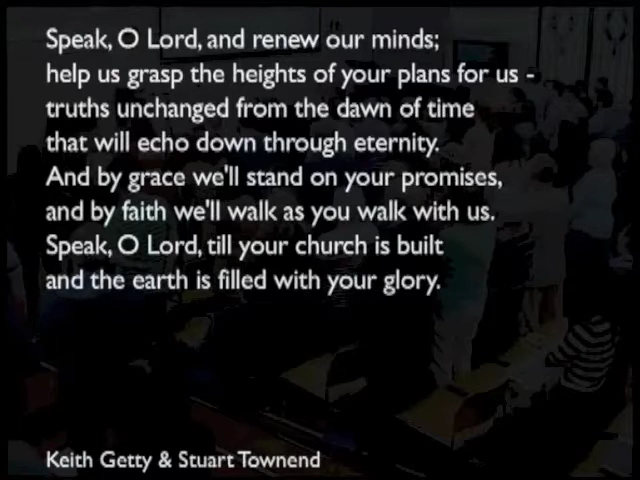 Speak, O Lord, and renew our minds;
help us grasp the heights of your plans for us -
truths unchanged from the dawn of time
that will echo down through eternity.
And by grace we'll stand on your promises,
and by faith we'll walk as you walk with us.
Speak, O Lord, till your church is built
and the earth is filled with your glory.
Keith Getty & Stuart Townend